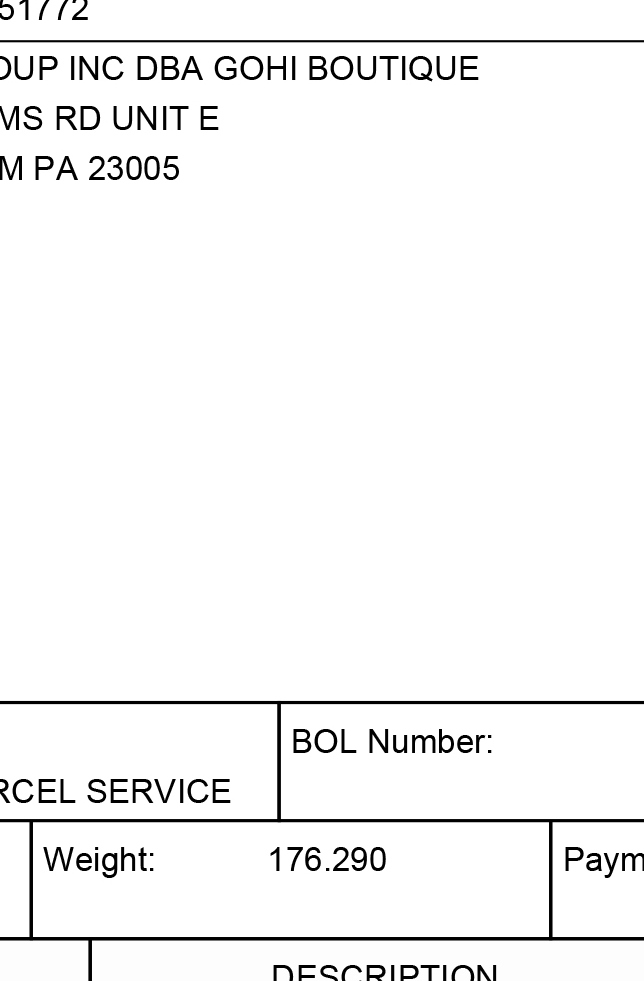 51772
OUP INC DBA GOHI BOUTIQUE
MS RD UNIT E
M PA 23005
BOL Number:
RCEL SERVICE
Weight: 176.290
Paym
DESCRIPTION